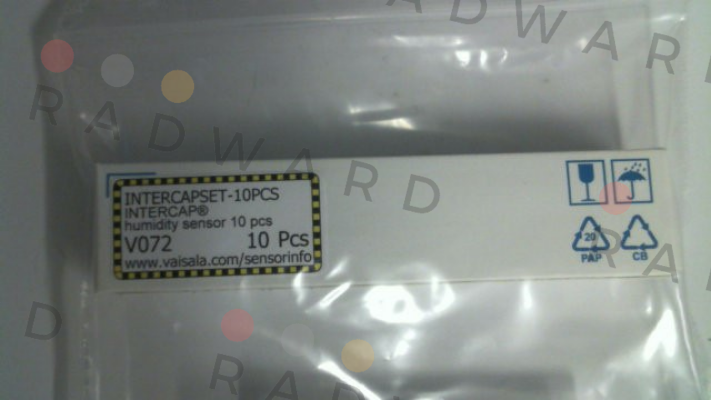 RADWARD
RADWARD
INTERCAPSET-10PCS
INTERCAP®
humidity sensor 10 pcs
V072 10 Pcs
www.vaisala.com/sensorinfo
20
PAP
CB
RA
D
RADWARD